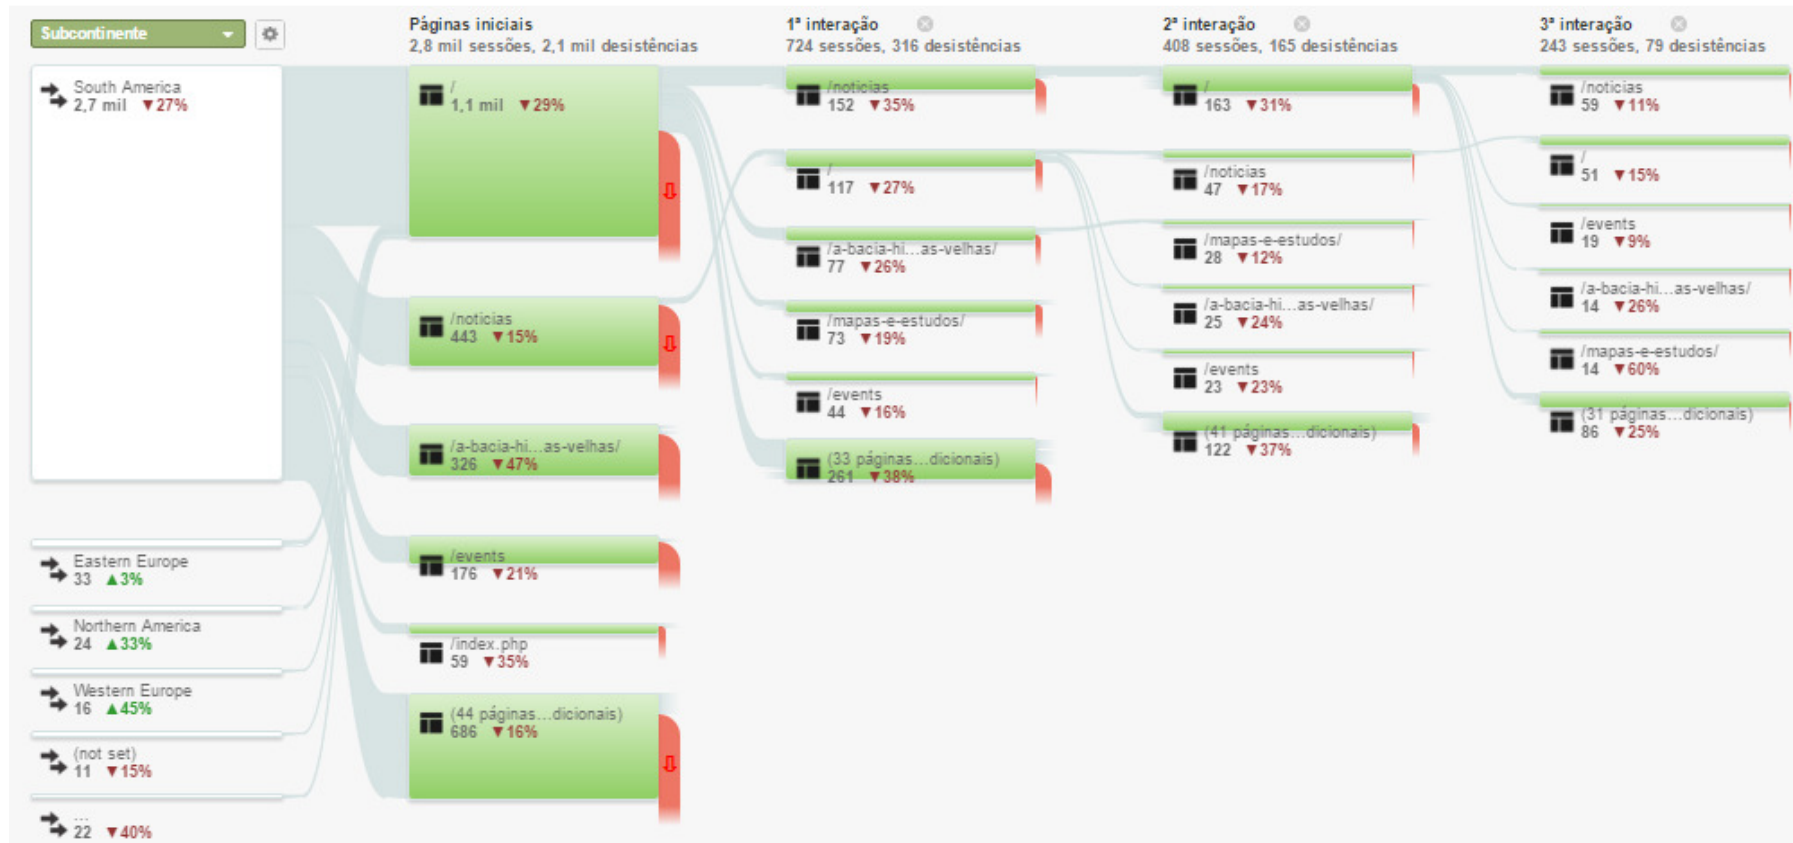 Subcontinente
South America
2,7 mil ▼27%
Eastern Europe
33 ▲3%
Northern America
24 ▲33%
Western Europe
16 ▲45%
(not set)
11 ▼15%
...
22 ▼40%
Páginas iniciais
2,8 mil sessões, 2,1 mil desistências
/
1,1 mil ▼29%
/noticias
443 ▼15%
/a-bacia-hi...as-velhas/
326 ▼47%
/events
176 ▼21%
/index.php
59 ▼35%
(44 páginas...dicionais)
686 ▼16%
1ª interação
724 sessões, 316 desistências
/noticias
152 ▼35%
/
117 ▼27%
/a-bacia-hi...as-velhas/
77 ▼26%
/mapas-e-estudos/
73 ▼19%
/events
44 ▼16%
(33 páginas...dicionais)
261 ▼38%
2ª interação
408 sessões, 165 desistências
/
163 ▼31%
/noticias
47 ▼17%
/mapas-e-estudos/
28 ▼12%
/a-bacia-hi...as-velhas/
25 ▼24%
/events
23 ▼23%
(41 páginas...dicionais)
122 ▼37%
3ª interação
243 sessões, 79 desistências
/noticias
59 ▼11%
/
51 ▼15%
/events
19 ▼9%
/a-bacia-hi...as-velhas/
14 ▼26%
/mapas-e-estudos/
14 ▼60%
(31 páginas...dicionais)
86 ▼25%